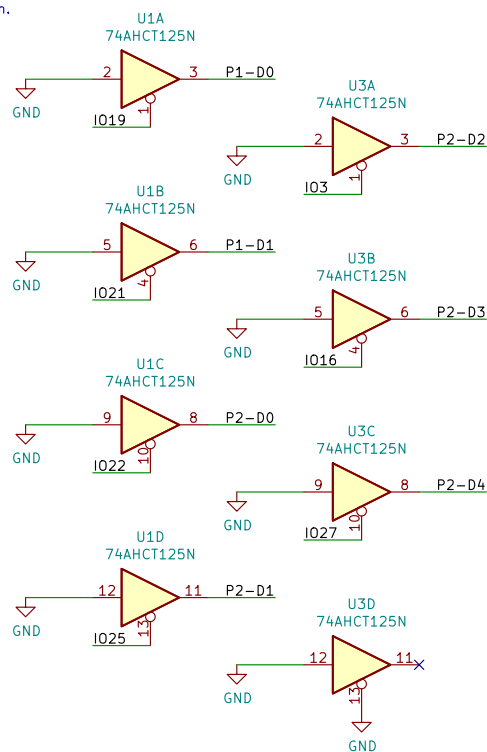 n.
U1A
74AHCT125N
2
3
P1-D0
1
IO19
GND
U3A
74AHCT125N
2
3
P2-D2
1
IO3
GND
U1B
74AHCT125N
5
6
P1-D1
4
IO21
GND
U3B
74AHCT125N
5
6
P2-D3
4
IO16
GND
U1C
74AHCT125N
9
8
P2-D0
10
IO22
GND
U3C
74AHCT125N
9
8
P2-D4
10
IO27
GND
U1D
74AHCT125N
12
11
P2-D1
13
IO25
GND
U3D
74AHCT125N
12
11
13
GND
GND